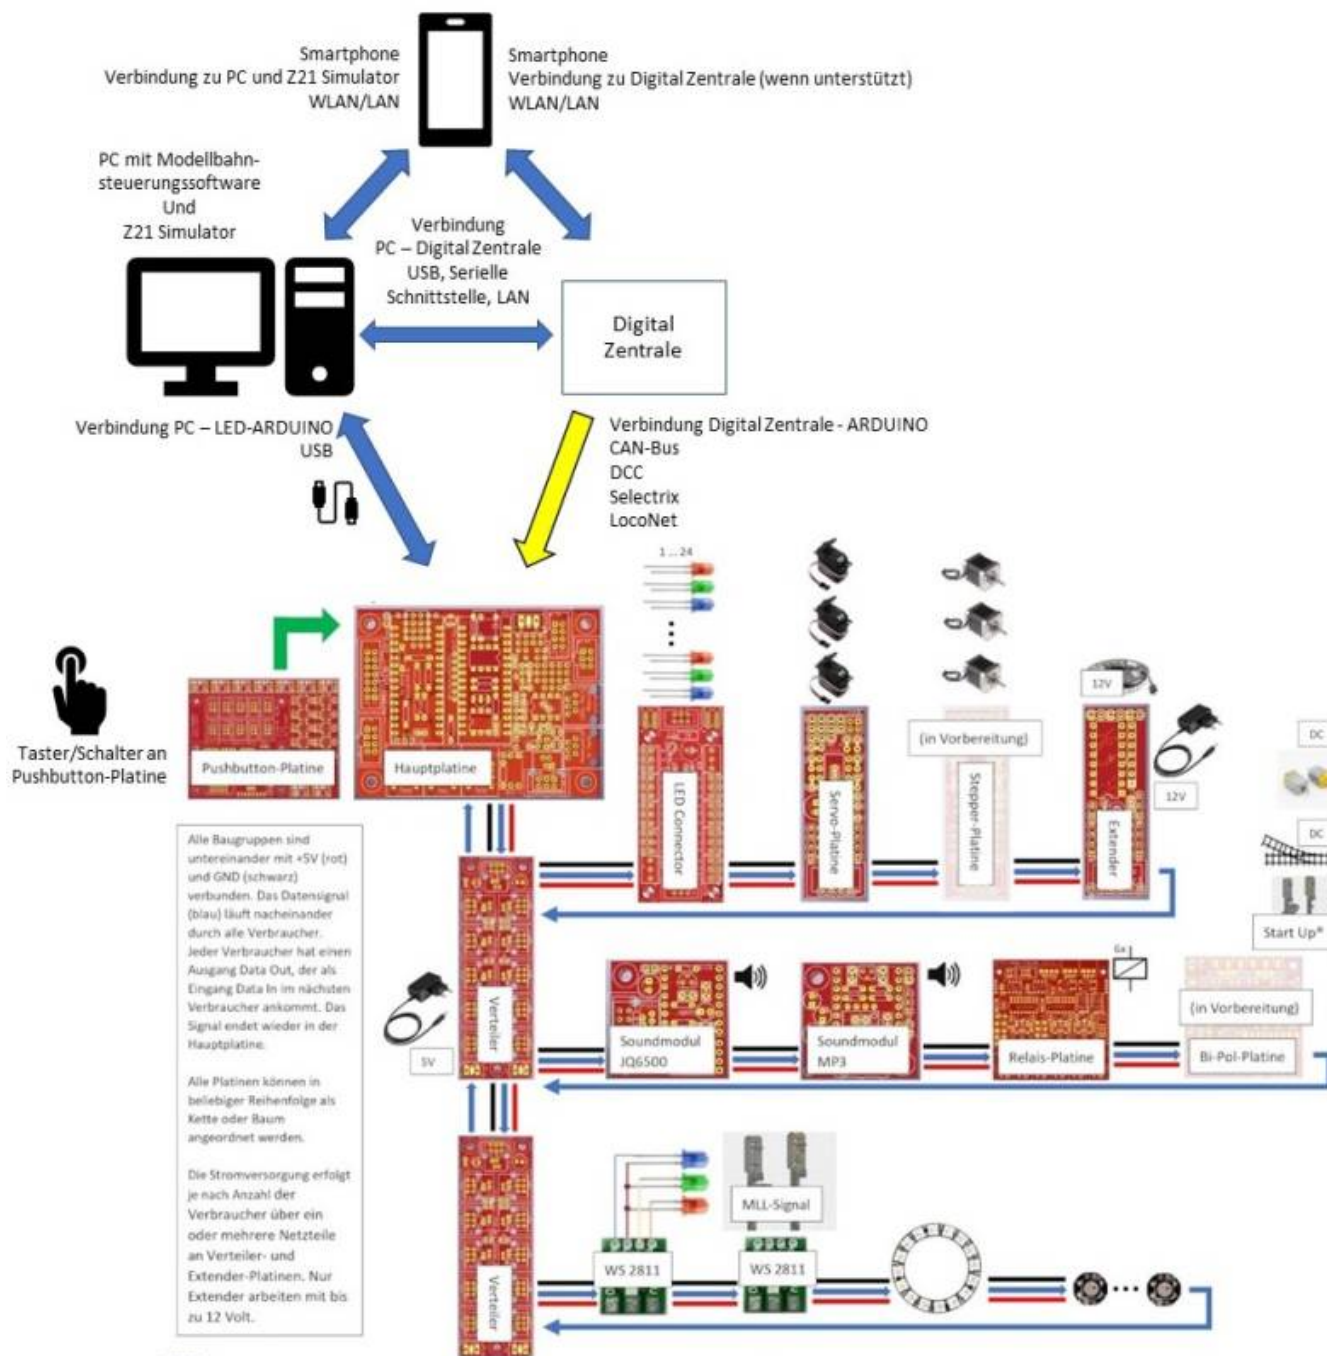 Smartphone
Verbindung zu PC und Z21 Simulator
WLAN/LAN
Smartphone
Verbindung zu Digital Zentrale (wenn unterstützt)
WLAN/LAN
PC mit Modellbahn-
steuerungssoftware
Und
Z21 Simulator
Verbindung
PC – Digital Zentrale
USB, Serielle
Schnittstelle, LAN
Digital
Zentrale
Verbindung PC – LED-ARDUINO
USB
Verbindung Digital Zentrale - ARDUINO
CAN-Bus
DCC
Selectrix
LocoNet
1 ... 24
Taster/Schalter an
Pushbutton-Platine
Pushbutton-Platine
Hauptplatine
LED Connector
Servo-Platine
(in Vorbereitung)
Stepper-Platine
12V
Extender
12V
DC
DC
Start Up®
Alle Baugruppen sind
untereinander mit +5V (rot)
und GND (schwarz)
verbunden. Das Datensignal
(blau) läuft nacheinander
durch alle Verbraucher.
Jeder Verbraucher hat einen
Ausgang Data Out, der als
Eingang Data In im nächsten
Verbraucher ankommt. Das
Signal endet wieder in der
Hauptplatine.
Alle Platinen können in
beliebiger Reihenfolge als
Kette oder Baum
angeordnet werden.
Die Stromversorgung erfolgt
je nach Anzahl der
Verbraucher über ein
oder mehrere Netzteile
an Verteiler- und
Extender-Platinen. Nur
Extender arbeiten mit bis
zu 12 Volt.
5V
Verteiler
Soundmodul
JQ6500
Soundmodul
MP3
6x
Relais-Platine
(in Vorbereitung)
Bi-Pol-Platine
Verteiler
WS 2811
MLL-Signal
WS 2811